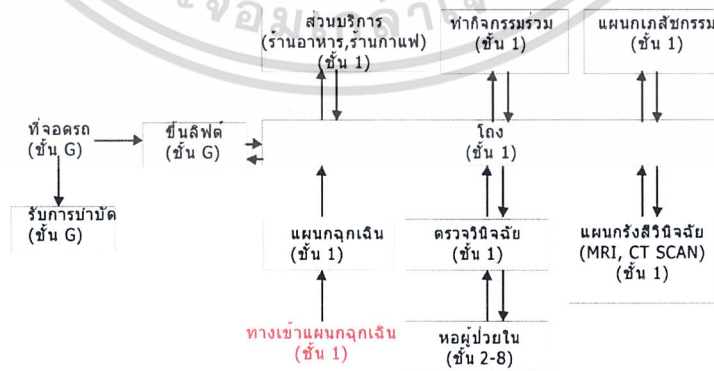 ส่วนบริการ
(ร้านอาหาร,ร้านกาแฟ)
(ชั้น 1)
ทำกิจกรรมร่วม
(ชั้น 1)
แผนกเภสัชกรรม
(ชั้น 1)
ที่จอดรถ
(ชั้น G)
ขึ้นลิฟต์
(ชั้น G)
โถง
(ชั้น 1)
รับการบำบัด
(ชั้น G)
แผนกฉุกเฉิน
(ชั้น 1)
ตรวจวินิจฉัย
(ชั้น 1)
แผนกรังสีวินิจฉัย
(MRI, CT SCAN)
(ชั้น 1)
ทางเข้าแผนกฉุกเฉิน
(ชั้น 1)
หอผู้ป่วยใน
(ชั้น 2-8)